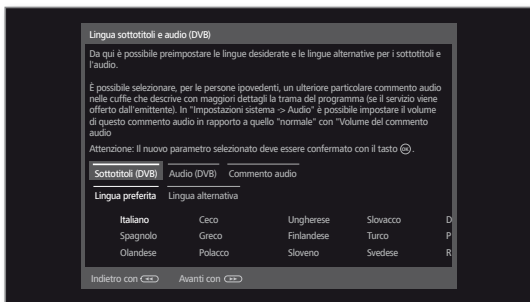 Lingua sottotitoli e audio (DVB)
Da qui è possibile preimpostare le lingue desiderate e le lingue alternative per i sottotitoli e
l'audio.
È possibile selezionare, per le persone ipovedenti, un ulteriore particolare commento audio
nelle cuffie che descrive con maggiori dettagli la trama del programma (se il servizio viene
offerto dall'emittente). In "Impostazioni sistema -> Audio" è possibile impostare il volume
di questo commento audio in rapporto a quello "normale" con "Volume del commento
audio
Attenzione: Il nuovo parametro selezionato deve essere confermato con il tasto OK.
Sottotitoli (DVB) Audio (DVB) Commento audio
Lingua preferita Lingua alternativa
Italiano Ceco Ungherese Slovacco D
Spagnolo Greco Finlandese Turco P
Olandese Polacco Sloveno Svedese R
Indietro con Avanti con